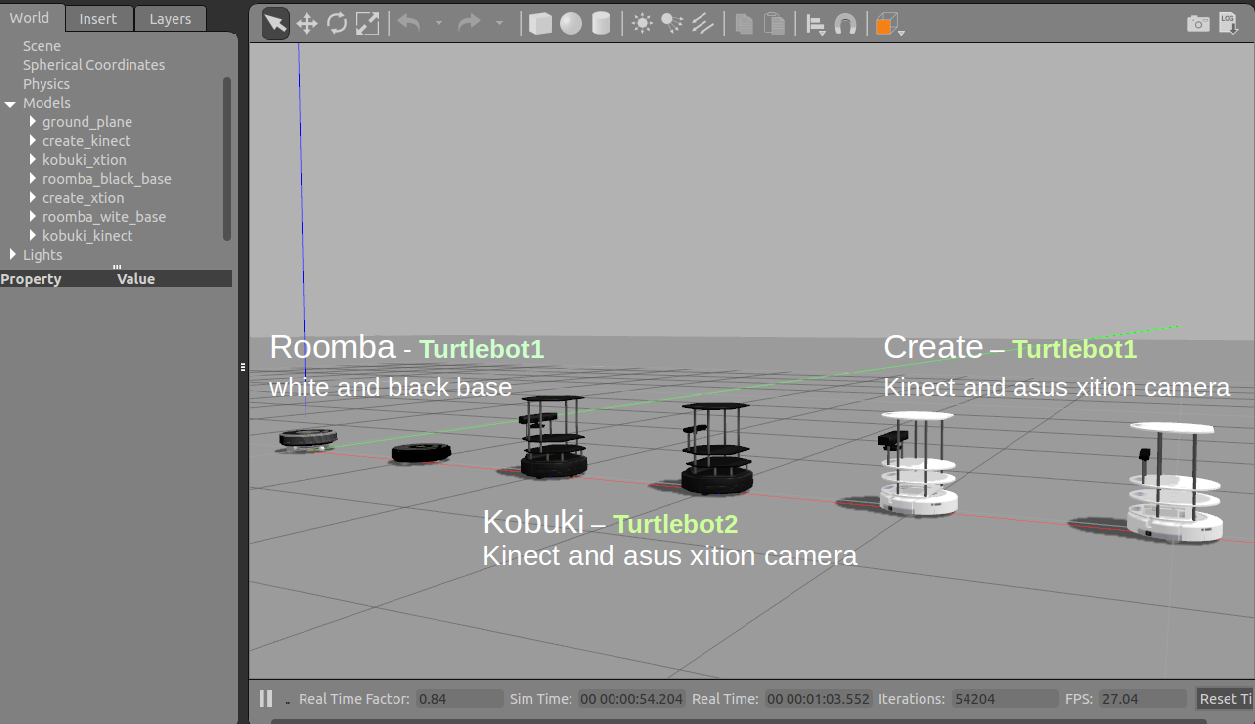 World Insert Layers
Scene
Spherical Coordinates
Physics
Models
ground_plane
create_kinect
kobuki_xtion
roomba_black_base
create_xtion
roomba_wite_base
kobuki_kinect
Lights
Property Value
LOG
Roomba - Turtlebot1
white and black base
Create – Turtlebot1
Kinect and asus xition camera
Kobuki – Turtlebot2
Kinect and asus xition camera
Real Time Factor: 0.84 Sim Time: 00 00:00:54.204 Real Time: 00 00:01:03.552 Iterations: 54204 FPS: 27.04 Reset Ti